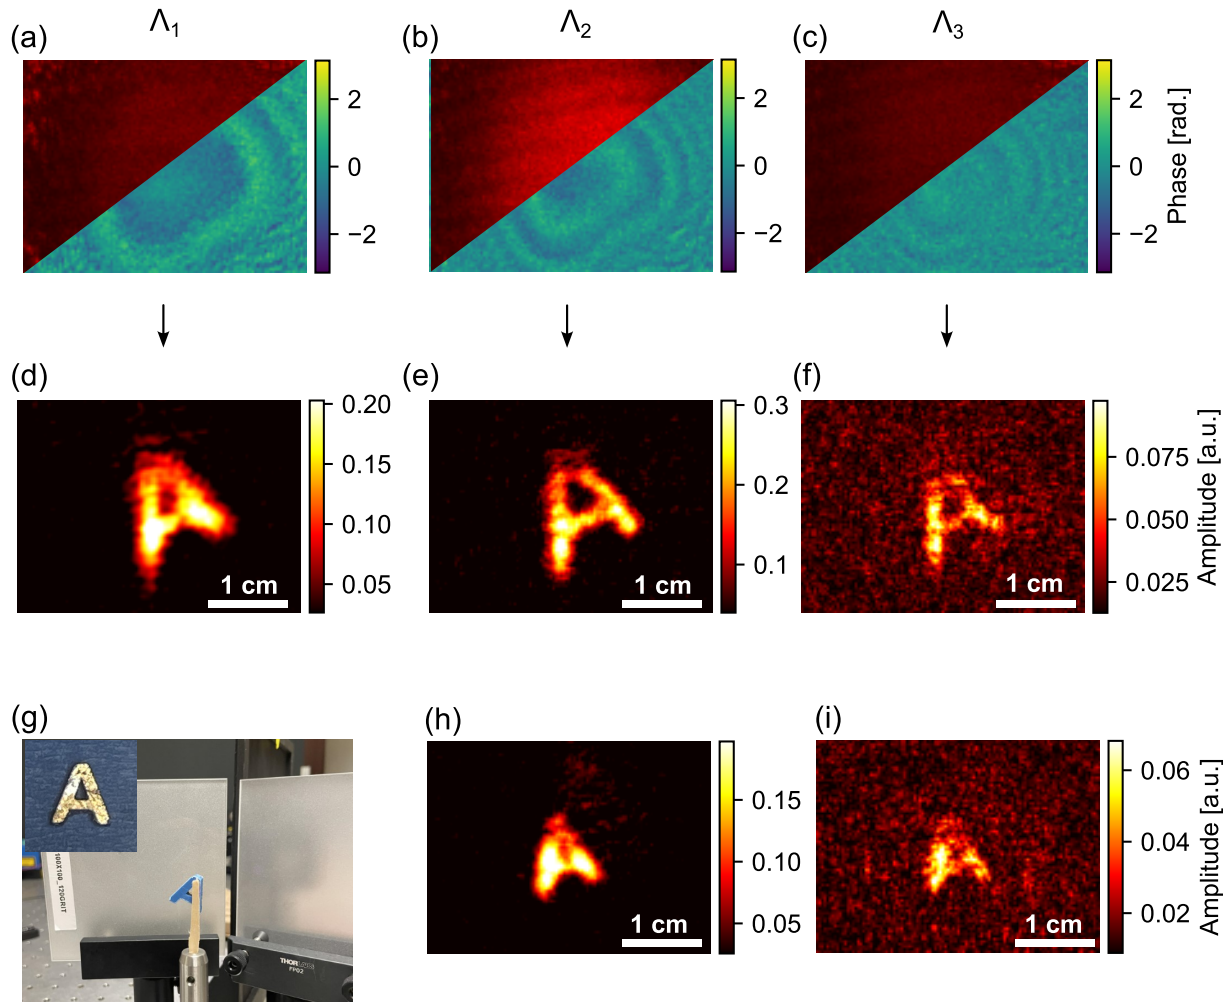 Λ1 Λ2 Λ3
(a) (b) (c)
2 2 2
0 0 0
−2 −2 −2
Phase [rad.]
(d) (e) (f)
0.20 0.3
0.15 0.2 0.075
0.10 0.1 0.050
0.05 0.025
Amplitude [a.u.]
1 cm 1 cm 1 cm
(g) (h) (i)
A
100X100, 120GRIT
THORLABS
FP02
0.15 0.06
0.10 0.04
0.05 0.02
Amplitude [a.u.]
1 cm 1 cm